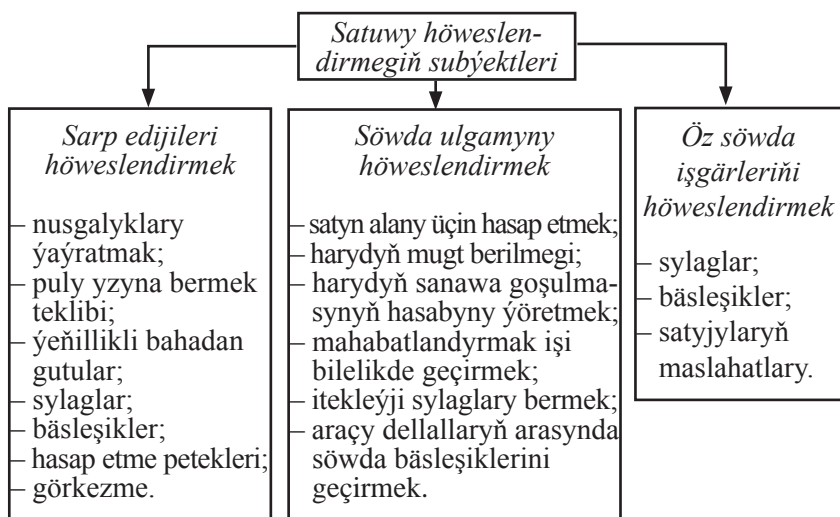 Satuwy höweslen-
dirmegiň subýektleri
Sarp edijileri
höweslendirmek
– nusgalyklary
ýaýratmak;
– puly yzyna bermek
teklibi;
– ýeňillikli bahadan
gutular;
– sylaglar;
– bäsleşikler;
– hasap etme petekleri;
– görkezme.
Söwda ulgamyny
höweslendirmek
– satyn alany üçin hasap etmek;
– harydyň mugt berilmegi;
– harydyň sanawa goşulma-
synyň hasabyny ýöretmek;
– mahabatlandyrmak işi
bilelikde geçirmek;
– itekleýji sylaglary bermek;
– araçy dellallaryň arasynda
söwda bäsleşiklerini
geçirmek.
Öz söwda
işgärleriňi
höweslendirmek
– sylaglar;
– bäsleşikler;
– satyjylaryň
maslahatlary.